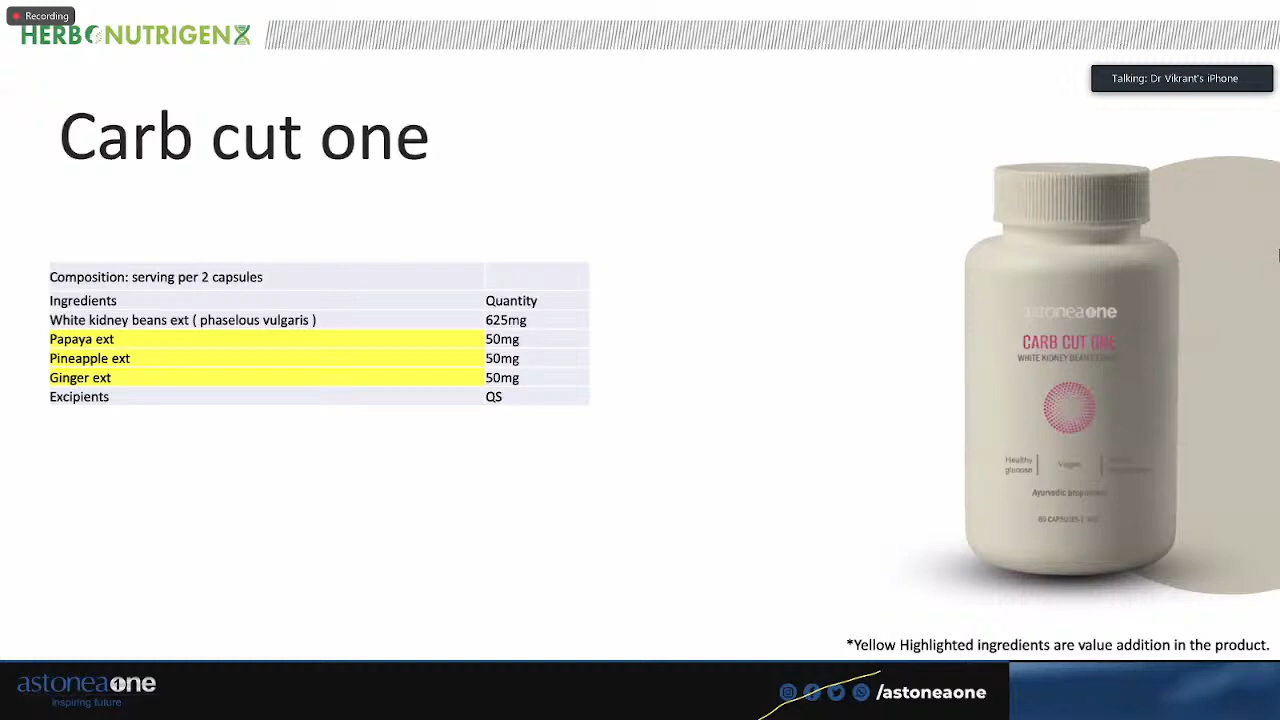 Recording
HERBONUTRIGENX
Talking: Dr Vikrant's iPhone
Carb cut one
Composition: serving per 2 capsules
Ingredients Quantity
White kidney beans ext ( phaselous vulgaris ) 625mg
Papaya ext 50mg
Pineapple ext 50mg
Ginger ext 50mg
Excipients QS
astoneaone
CARB CUT ONE
WHITE KIDNEY BEAN
Healthy
glucose
Vegan
Ayurvedic
60 CAPSULES
*Yellow Highlighted ingredients are value addition in the product.
astoneaone
inspiring future
/astoneaone